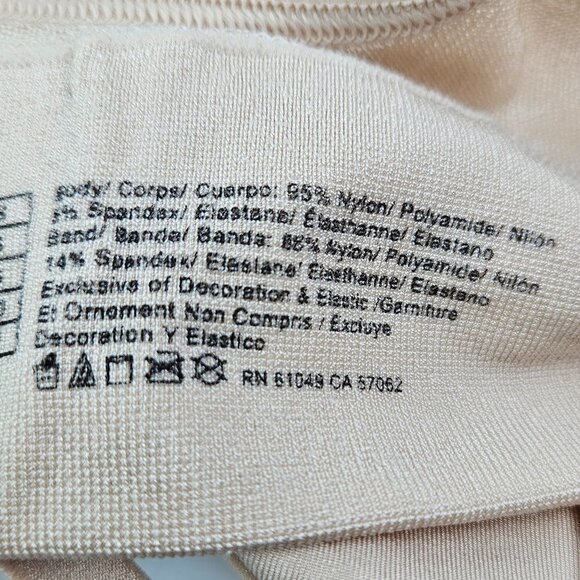 Body/ Corps/ Cuerpo: 95% Nylon/ Polyamide/ Nilón
5% Spandex/ Elastane/ Élasthanne/ Elastano
Band/ Bande/ Banda: 86% Nylon/ Polyamide/ Nilón
14% Spandex/ Elastane/ Elasthanne/ Elastano
Exclusive of Decoration & Elastic /Garniture
Et Ornement Non Compris / Excluye
Decoration Y Elastico
RN 61049 CA 57062